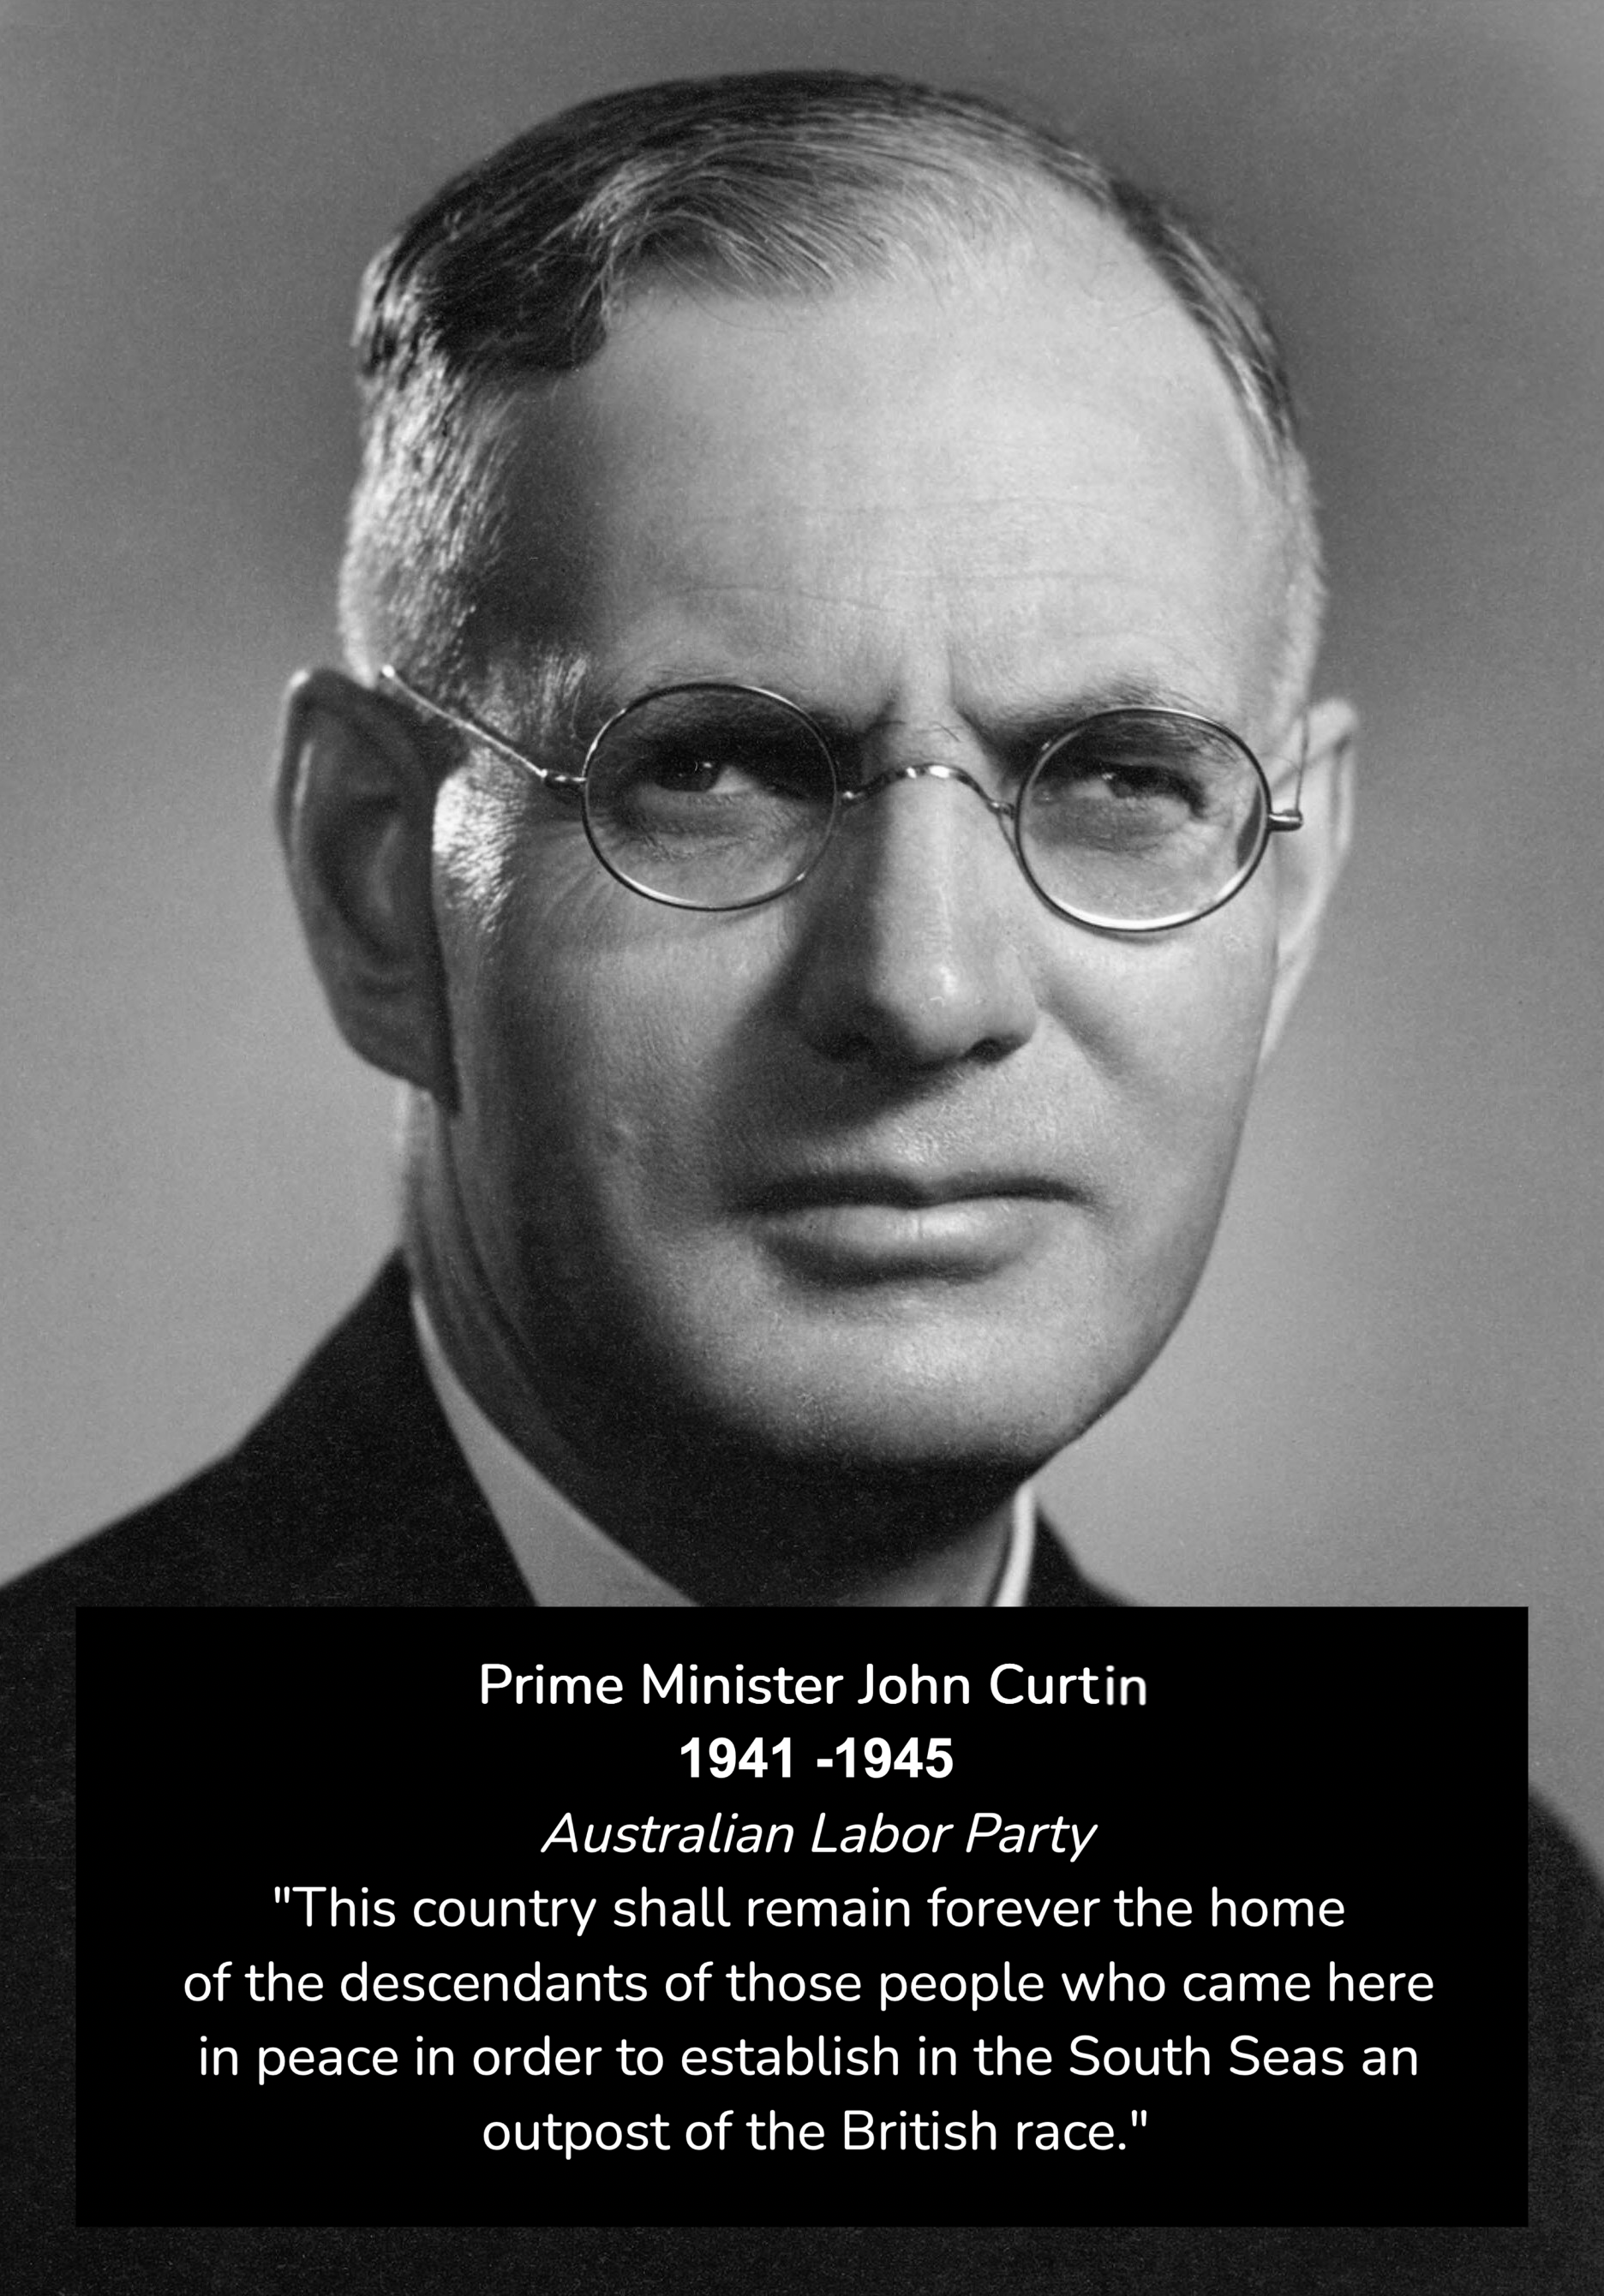 Prime Minister John Curtin
1941 -1945
Australian Labor Party
"This country shall remain forever the home
of the descendants of those people who came here
in peace in order to establish in the South Seas an
outpost of the British race."